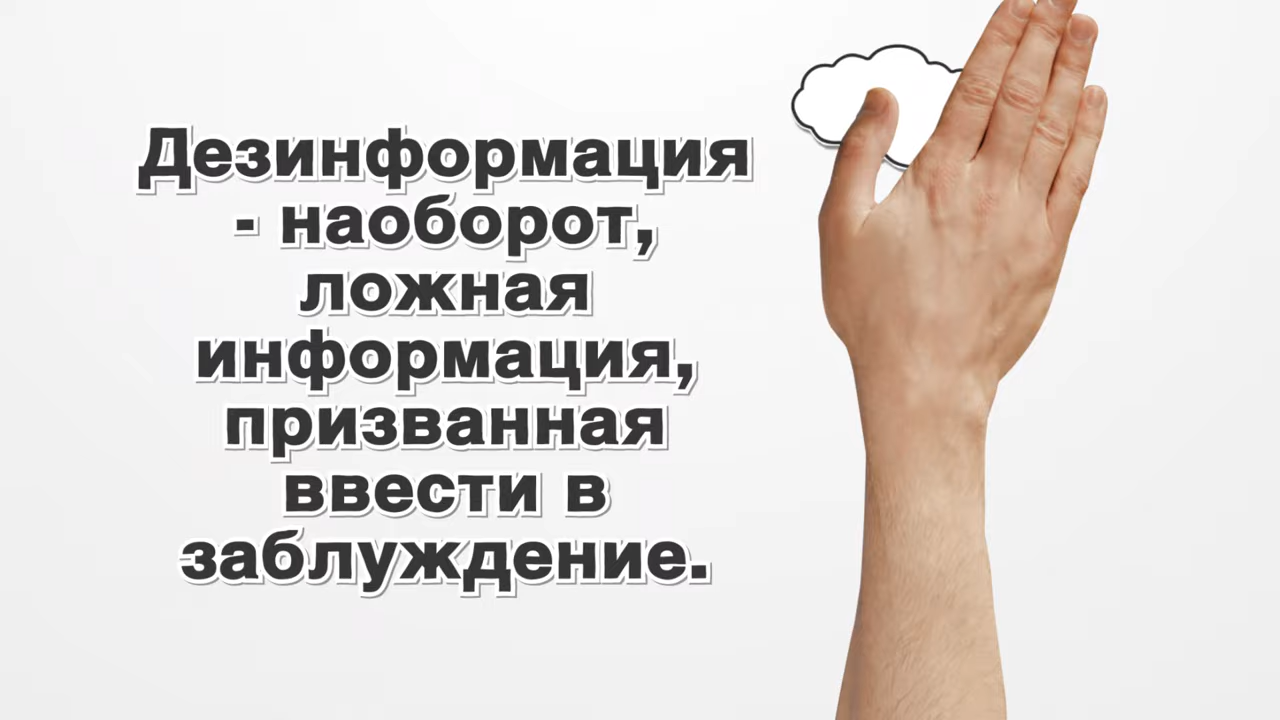 Дезинформация
- наоборот,
ложная
информация,
призванная
ввести в
заблуждение.